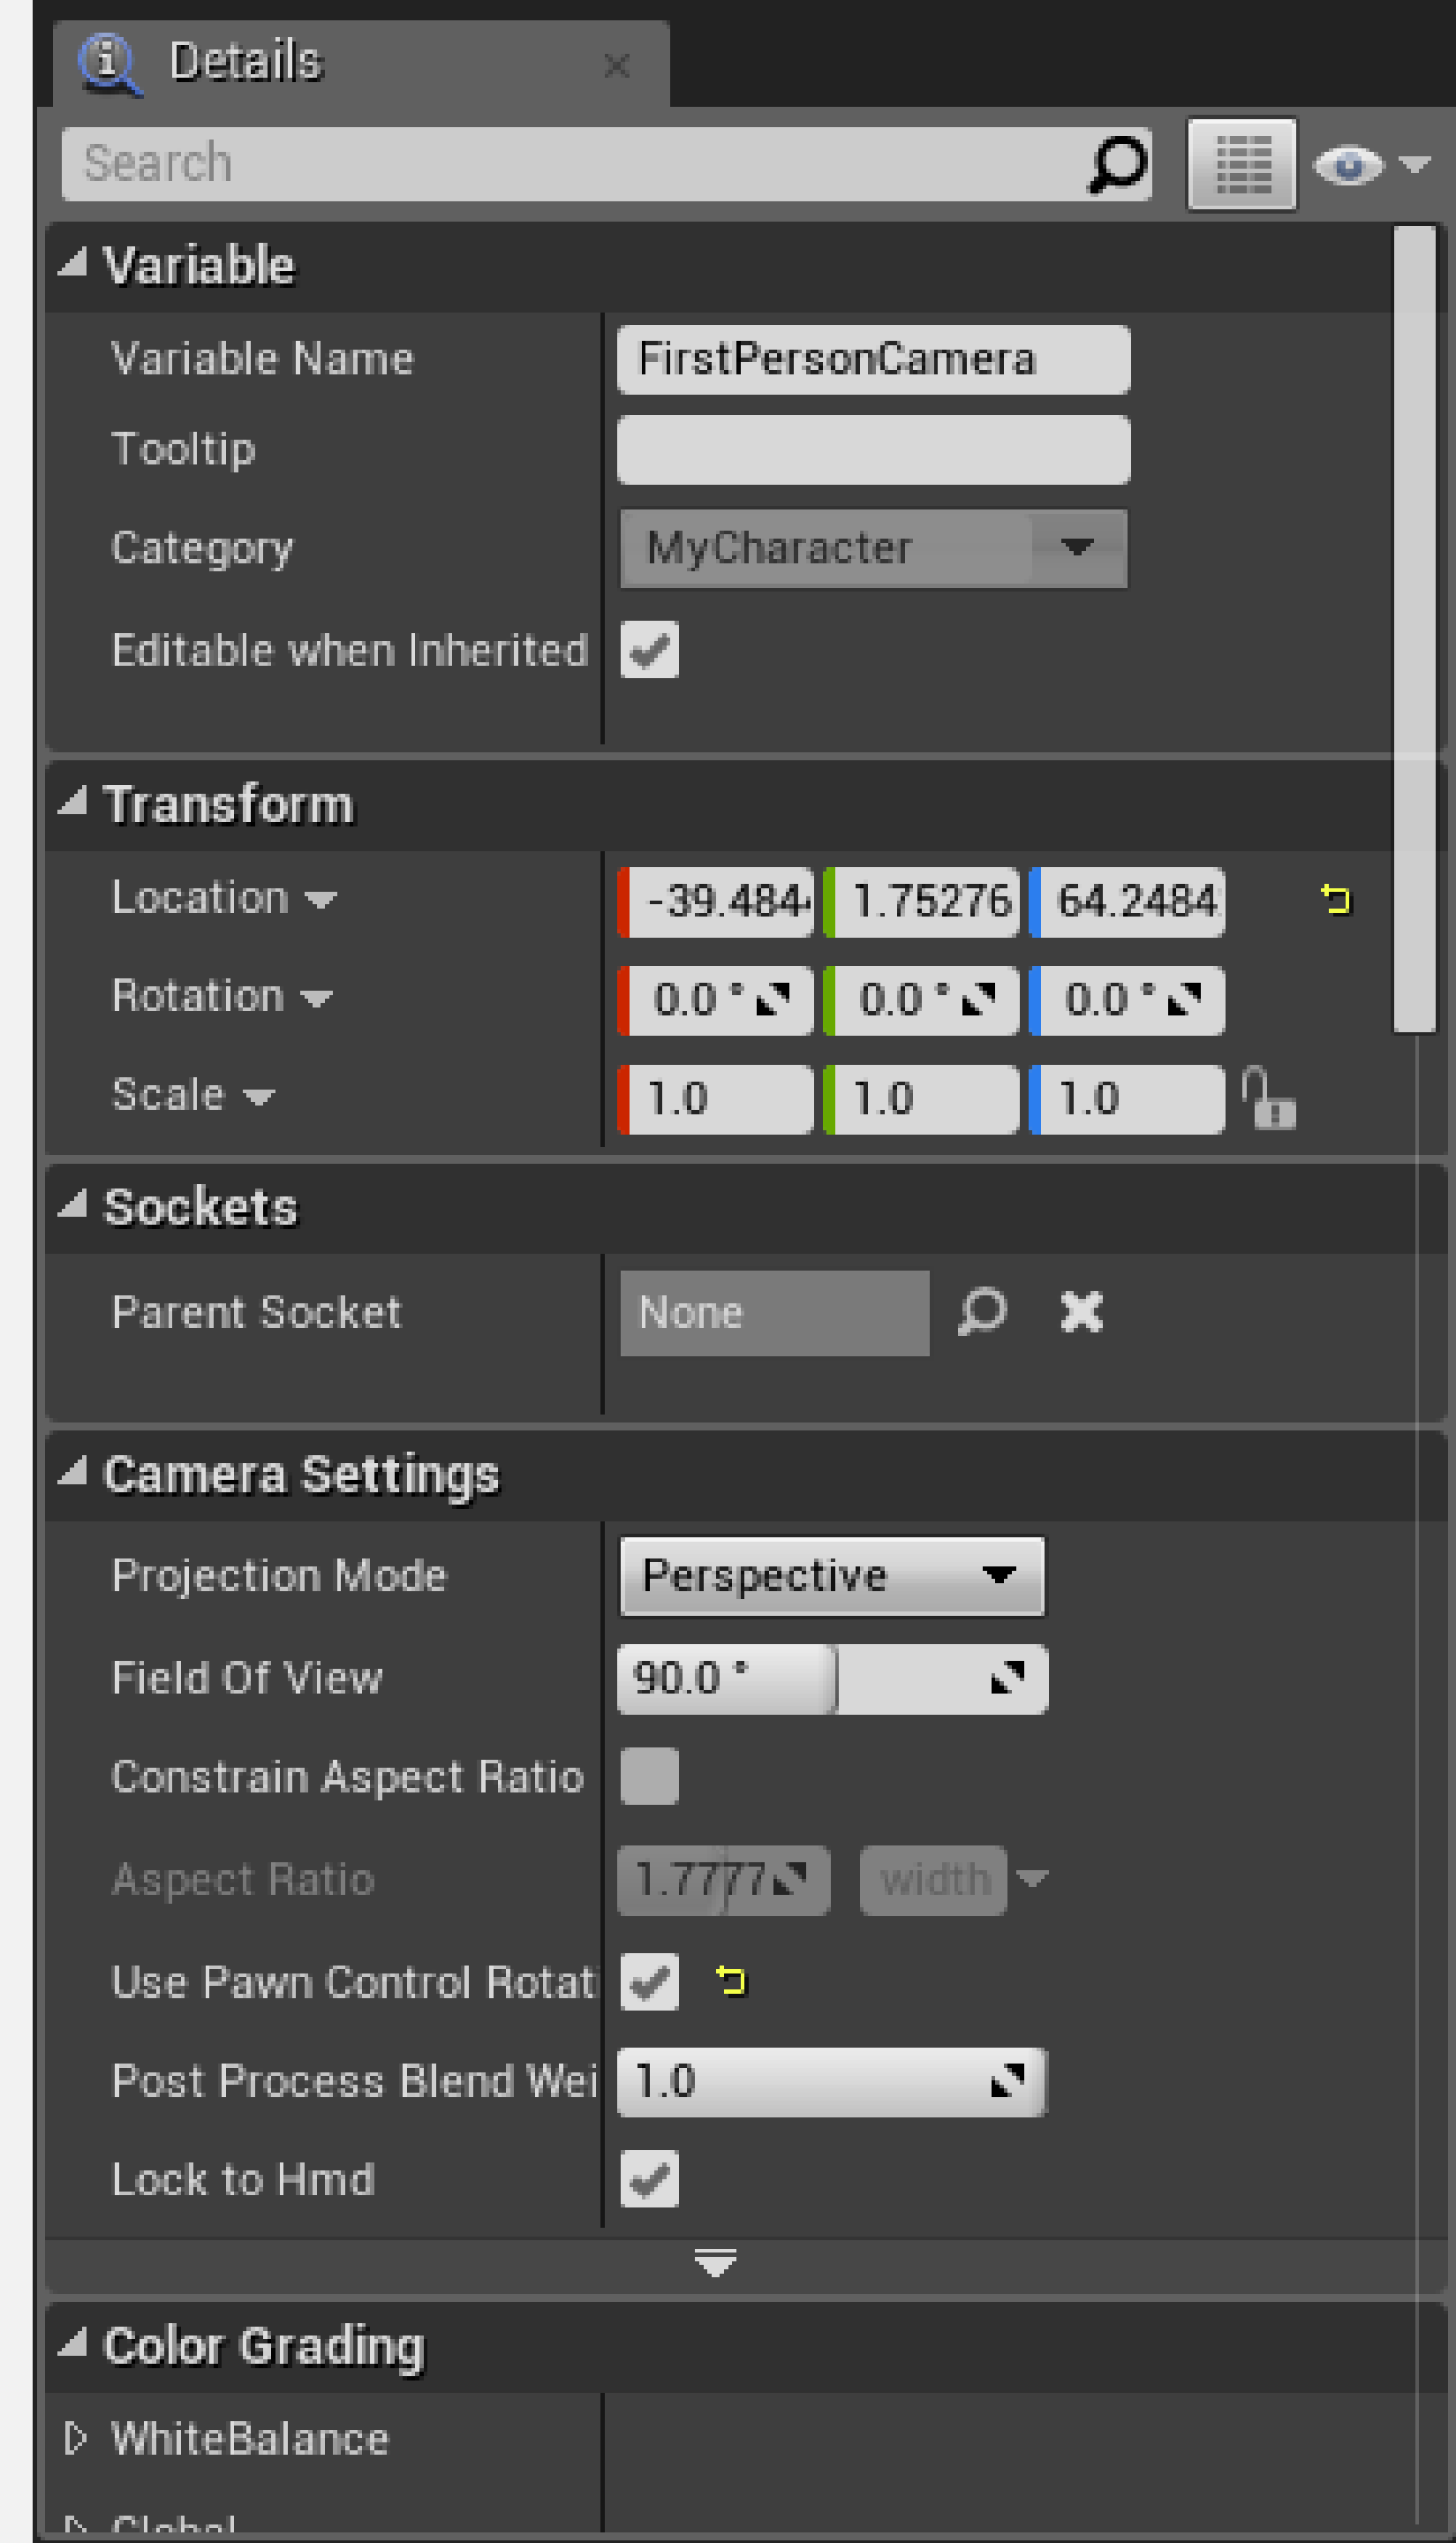 Details
Search
Variable
Variable Name FirstPersonCamera
Tooltip
Category MyCharacter
Editable when Inherited
Transform
Location -39.484 1.75276 64.2484
Rotation 0.0 ° 0.0 ° 0.0 °
Scale 1.0 1.0 1.0
Sockets
Parent Socket None
Camera Settings
Projection Mode Perspective
Field Of View 90.0 °
Constrain Aspect Ratio
Aspect Ratio 1.7777 width
Use Pawn Control Rotati
Post Process Blend Wei 1.0
Lock to Hmd
Color Grading
WhiteBalance
Global